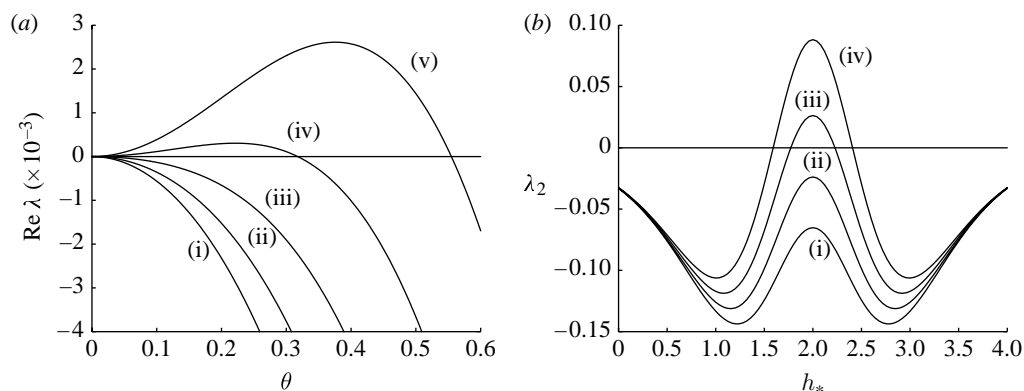 (a)
3
2
1
0
−1
−2
−3
−4
Re λ (× 10⁻³)
(v)
(iv)
(iii)
(ii)
(i)
0 0.1 0.2 0.3 0.4 0.5 0.6
θ
(b)
0.10
0.05
0
−0.05
−0.10
−0.15
λ₂
(iv)
(iii)
(ii)
(i)
0 1.0 1.5 2.0 2.5 3.0 3.5 4.0
h*